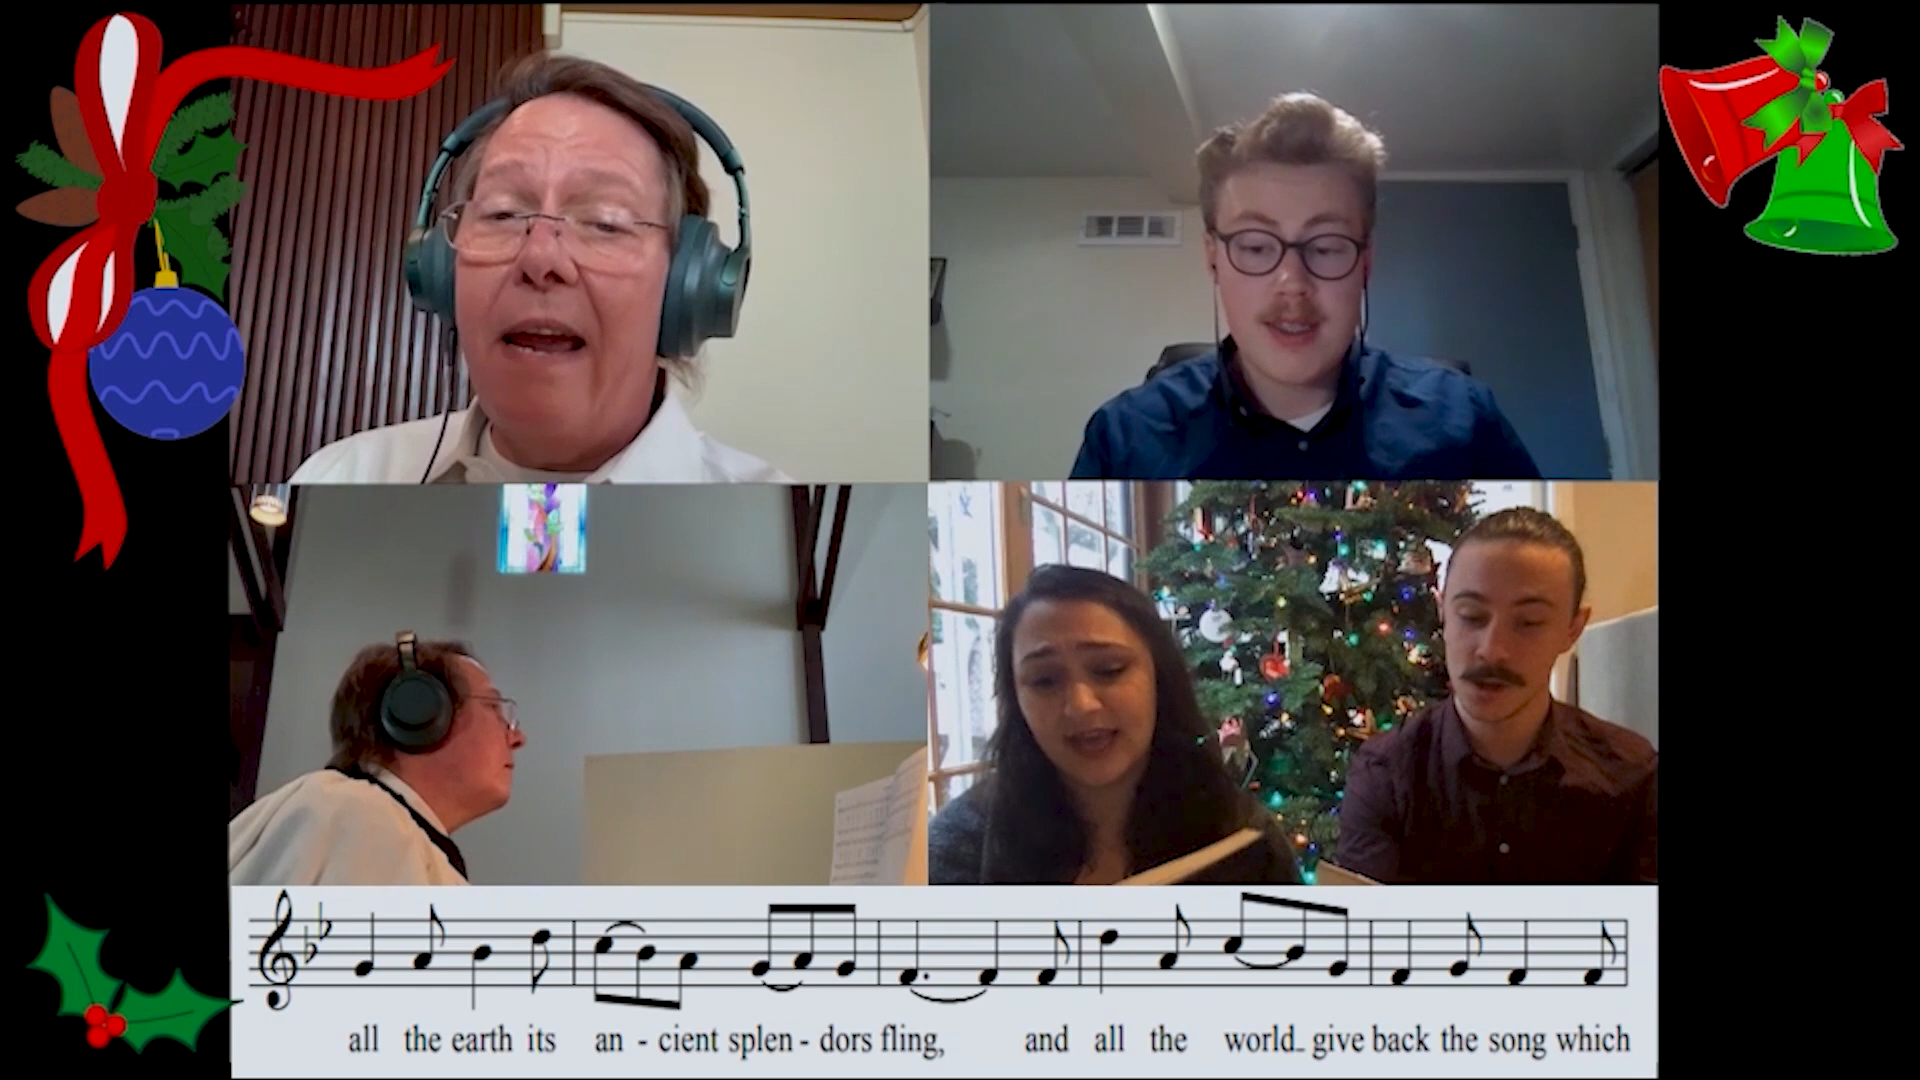 all the earth its an - cient splen - dors fling, and all the world give back the song which